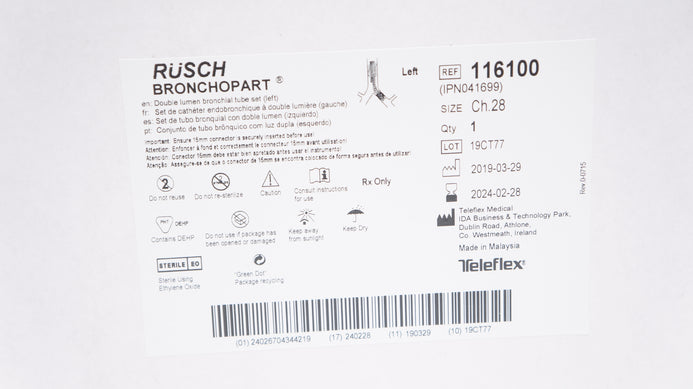 RÜSCH
BRONCHOPART ®
Left
en: Double lumen bronchial tube set (left)
fr: Set de cathéter endobronchique à double lumière (gauche)
es: Set de tubo bronquial con doble lumen (izquierdo)
pt: Conjunto de tubo brônquico com luz dupla (esquerdo)
Important: Ensure 15mm connector is securely inserted before use!
Attention: Enfoncer à fond et correctement le connecteur 15mm avant utilisation!
Atención: Conector 15mm debe estar bien apretado antes usar el instrumento!
Atenção: Assegure-se de que o conector de 15mm se encontra colocado de forma segura antes de utilizar!
2
Do not reuse
Do not re-sterilize
Caution
Consult instructions for use
Rx Only
PHT DEHP
Contains DEHP
Do not use if package has been opened or damaged
Keep away from sunlight
Keep Dry
STERILE EO
Sterile Using Ethylene Oxide
"Green Dot" Package recycling
REF 116100
(IPN041699)
SIZE Ch.28
Qty 1
LOT 19CT77
2019-03-29
2024-02-28
Teleflex Medical
IDA Business & Technology Park,
Dublin Road, Athlone,
Co. Westmeath, Ireland
Made in Malaysia
Teleflex®
Rev.0-0715
(01) 24026704344219 (17) 240228 (11) 190329 (10) 19CT77